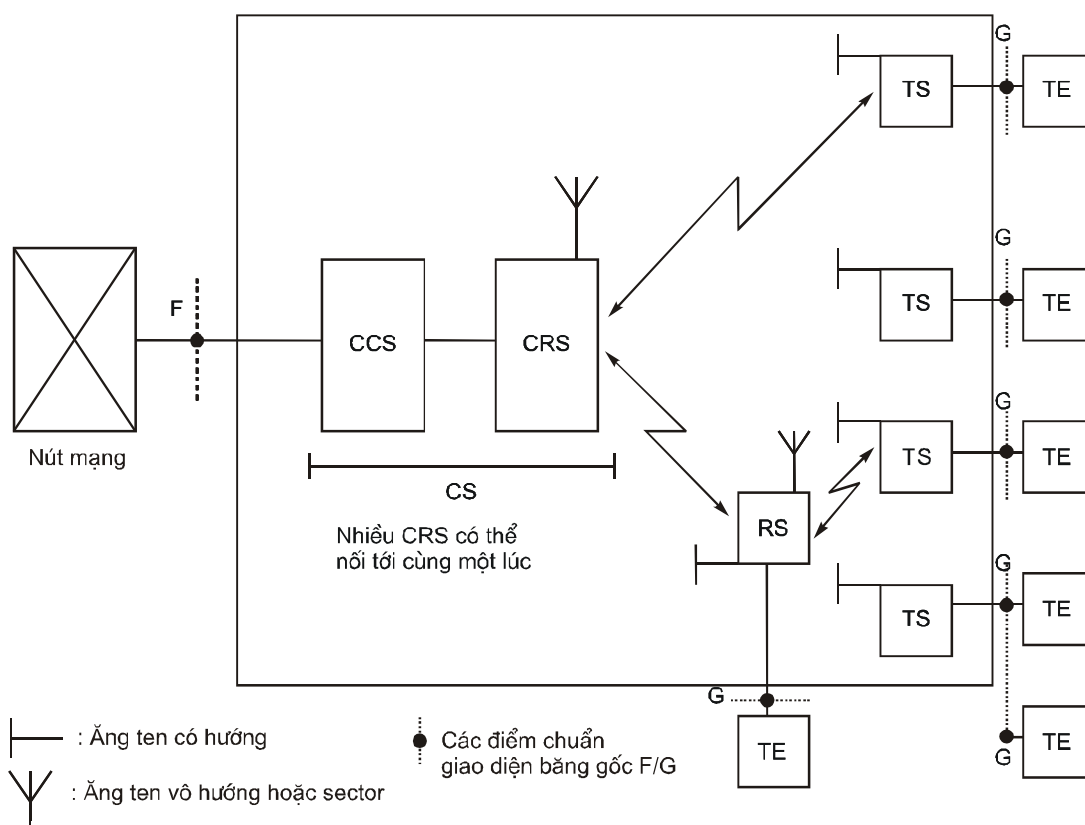 G
TS
TE
G
F
TS
TE
CCS
CRS
G
Nút mạng
TS
TE
CS
RS
Nhiều CRS có thể
nối tới cùng một lúc
G
TS
TE
G
TE
G
TE
: Ăng ten có hướng
Các điểm chuẩn
giao diện băng gốc F/G
: Ăng ten vô hướng hoặc sector